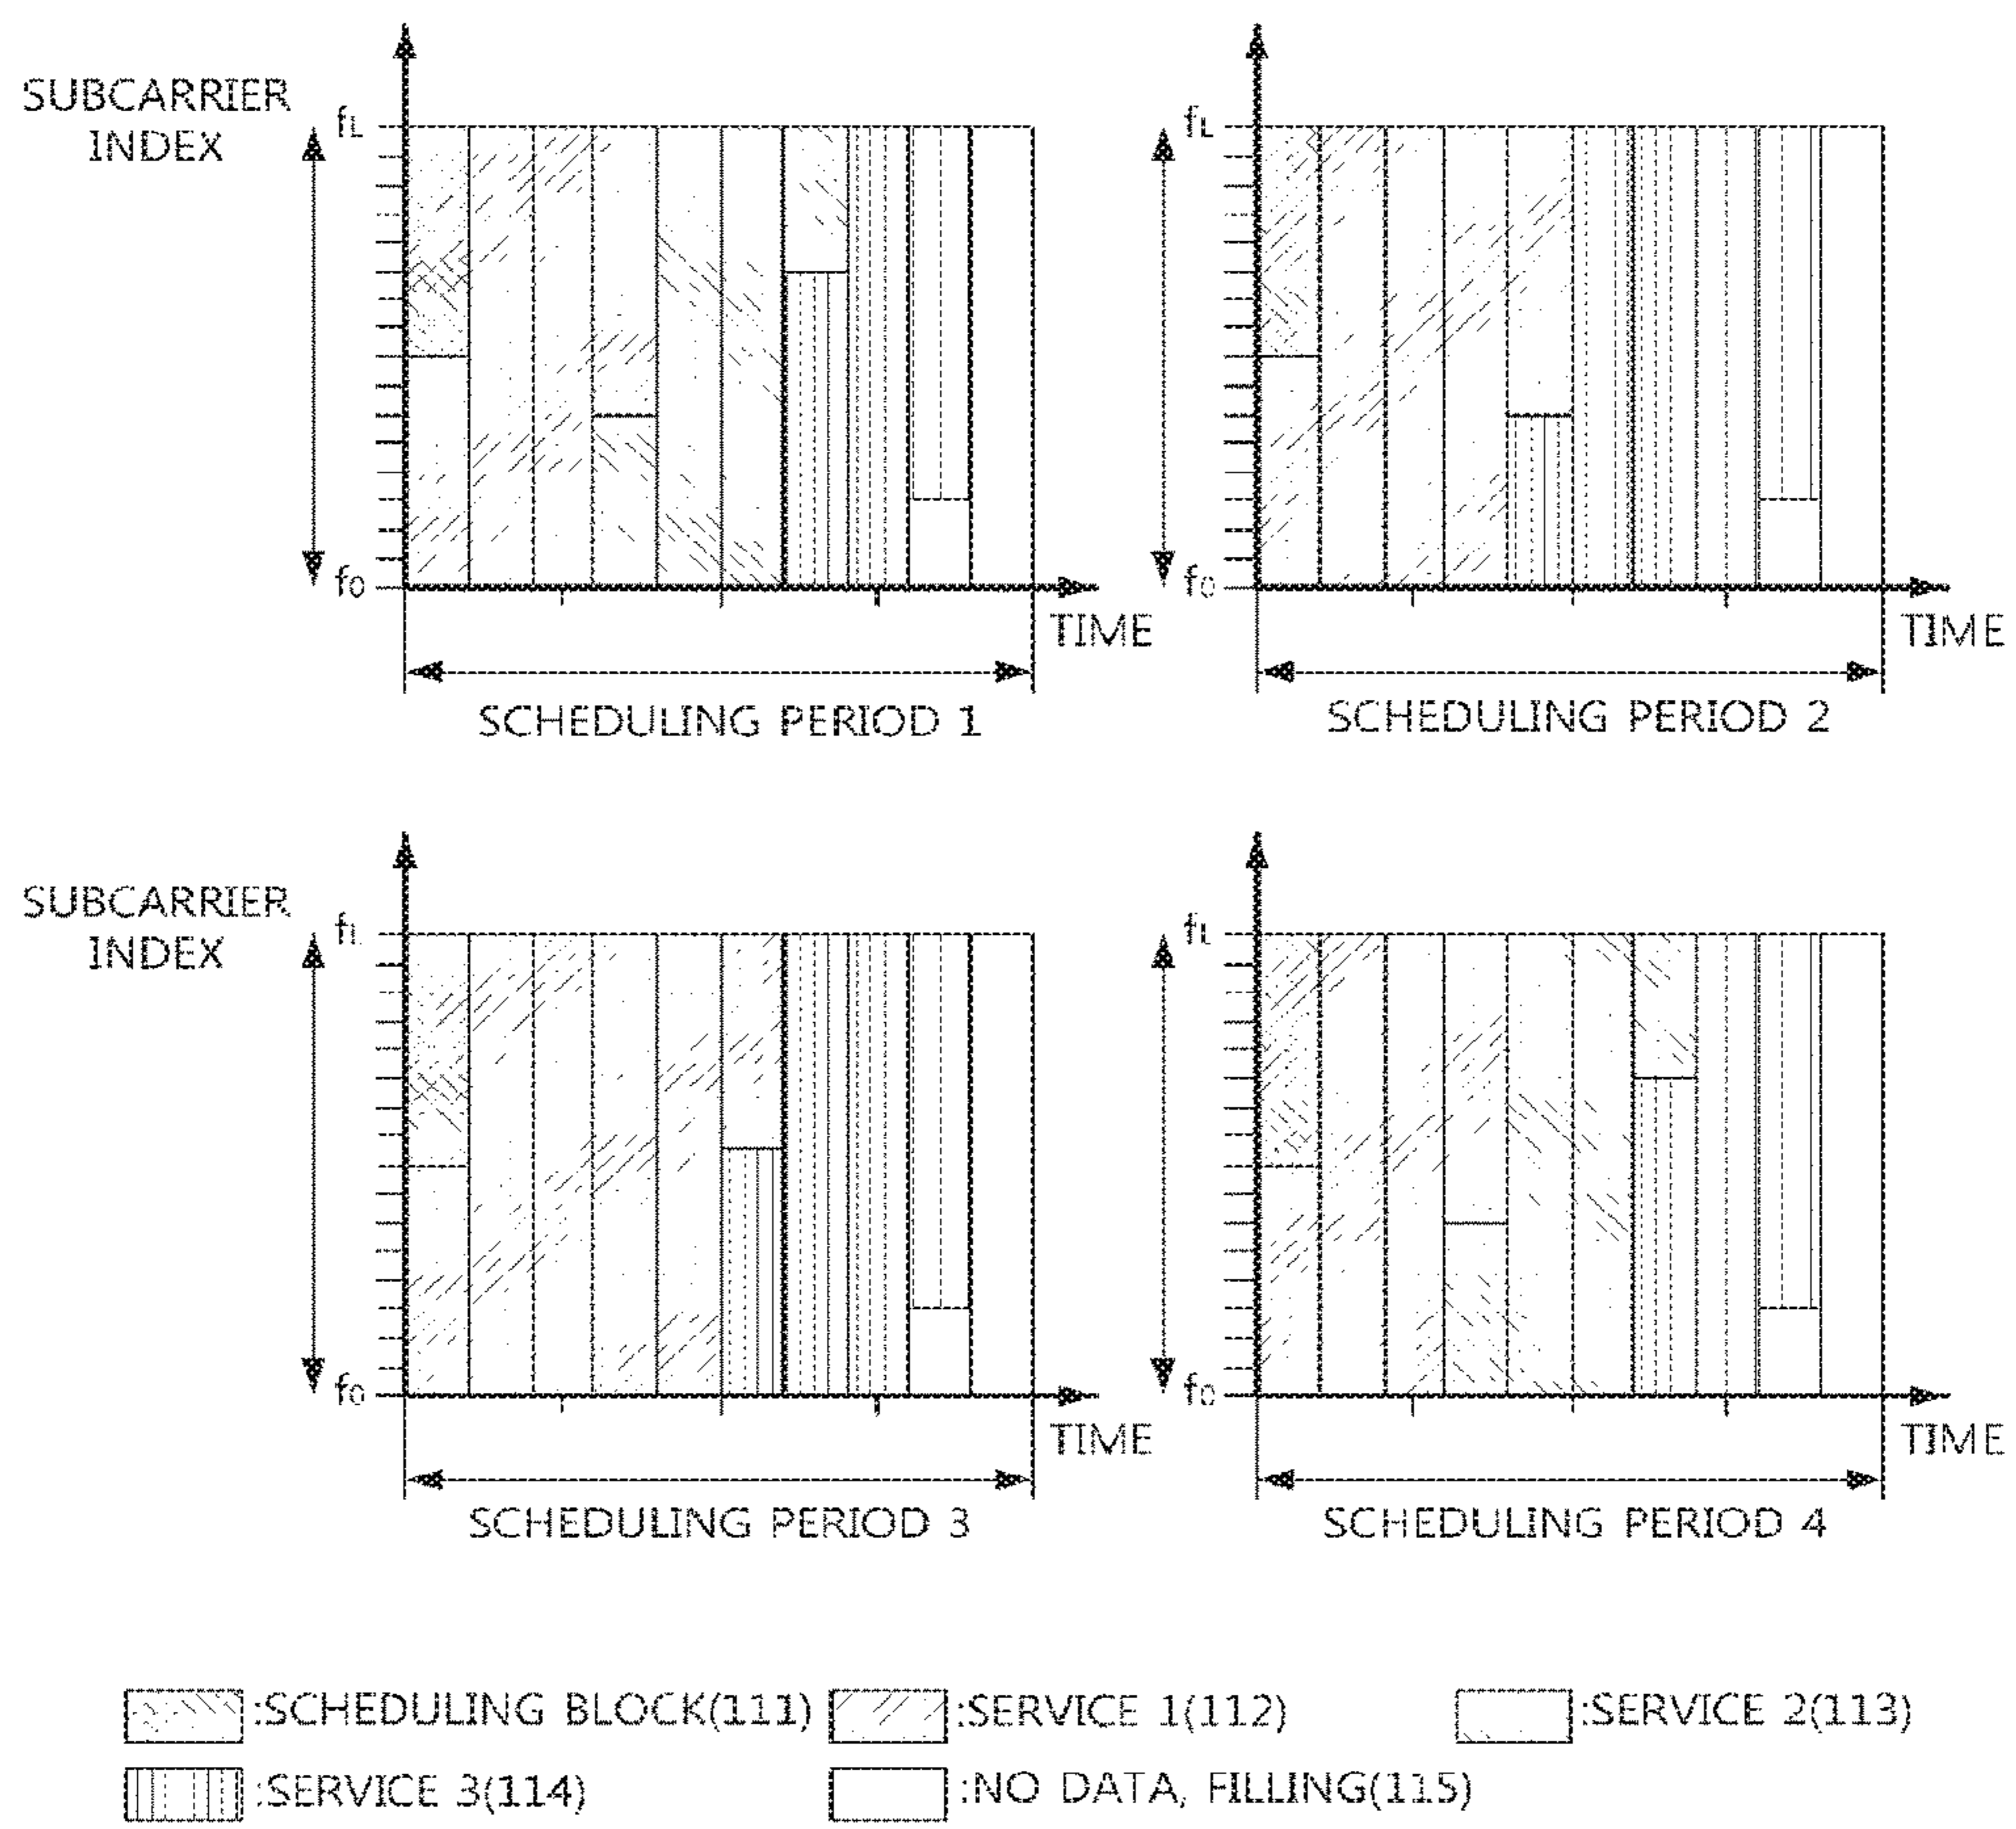 SUBCARRIER
INDEX
fL
f0
TIME
SCHEDULING PERIOD 1
fL
f0
TIME
SCHEDULING PERIOD 2
SUBCARRIER
INDEX
fL
f0
TIME
SCHEDULING PERIOD 3
fL
f0
TIME
SCHEDULING PERIOD 4
:SCHEDULING BLOCK(111) :SERVICE 1(112) :SERVICE 2(113)
:SERVICE 3(114) :NO DATA, FILLING(115)